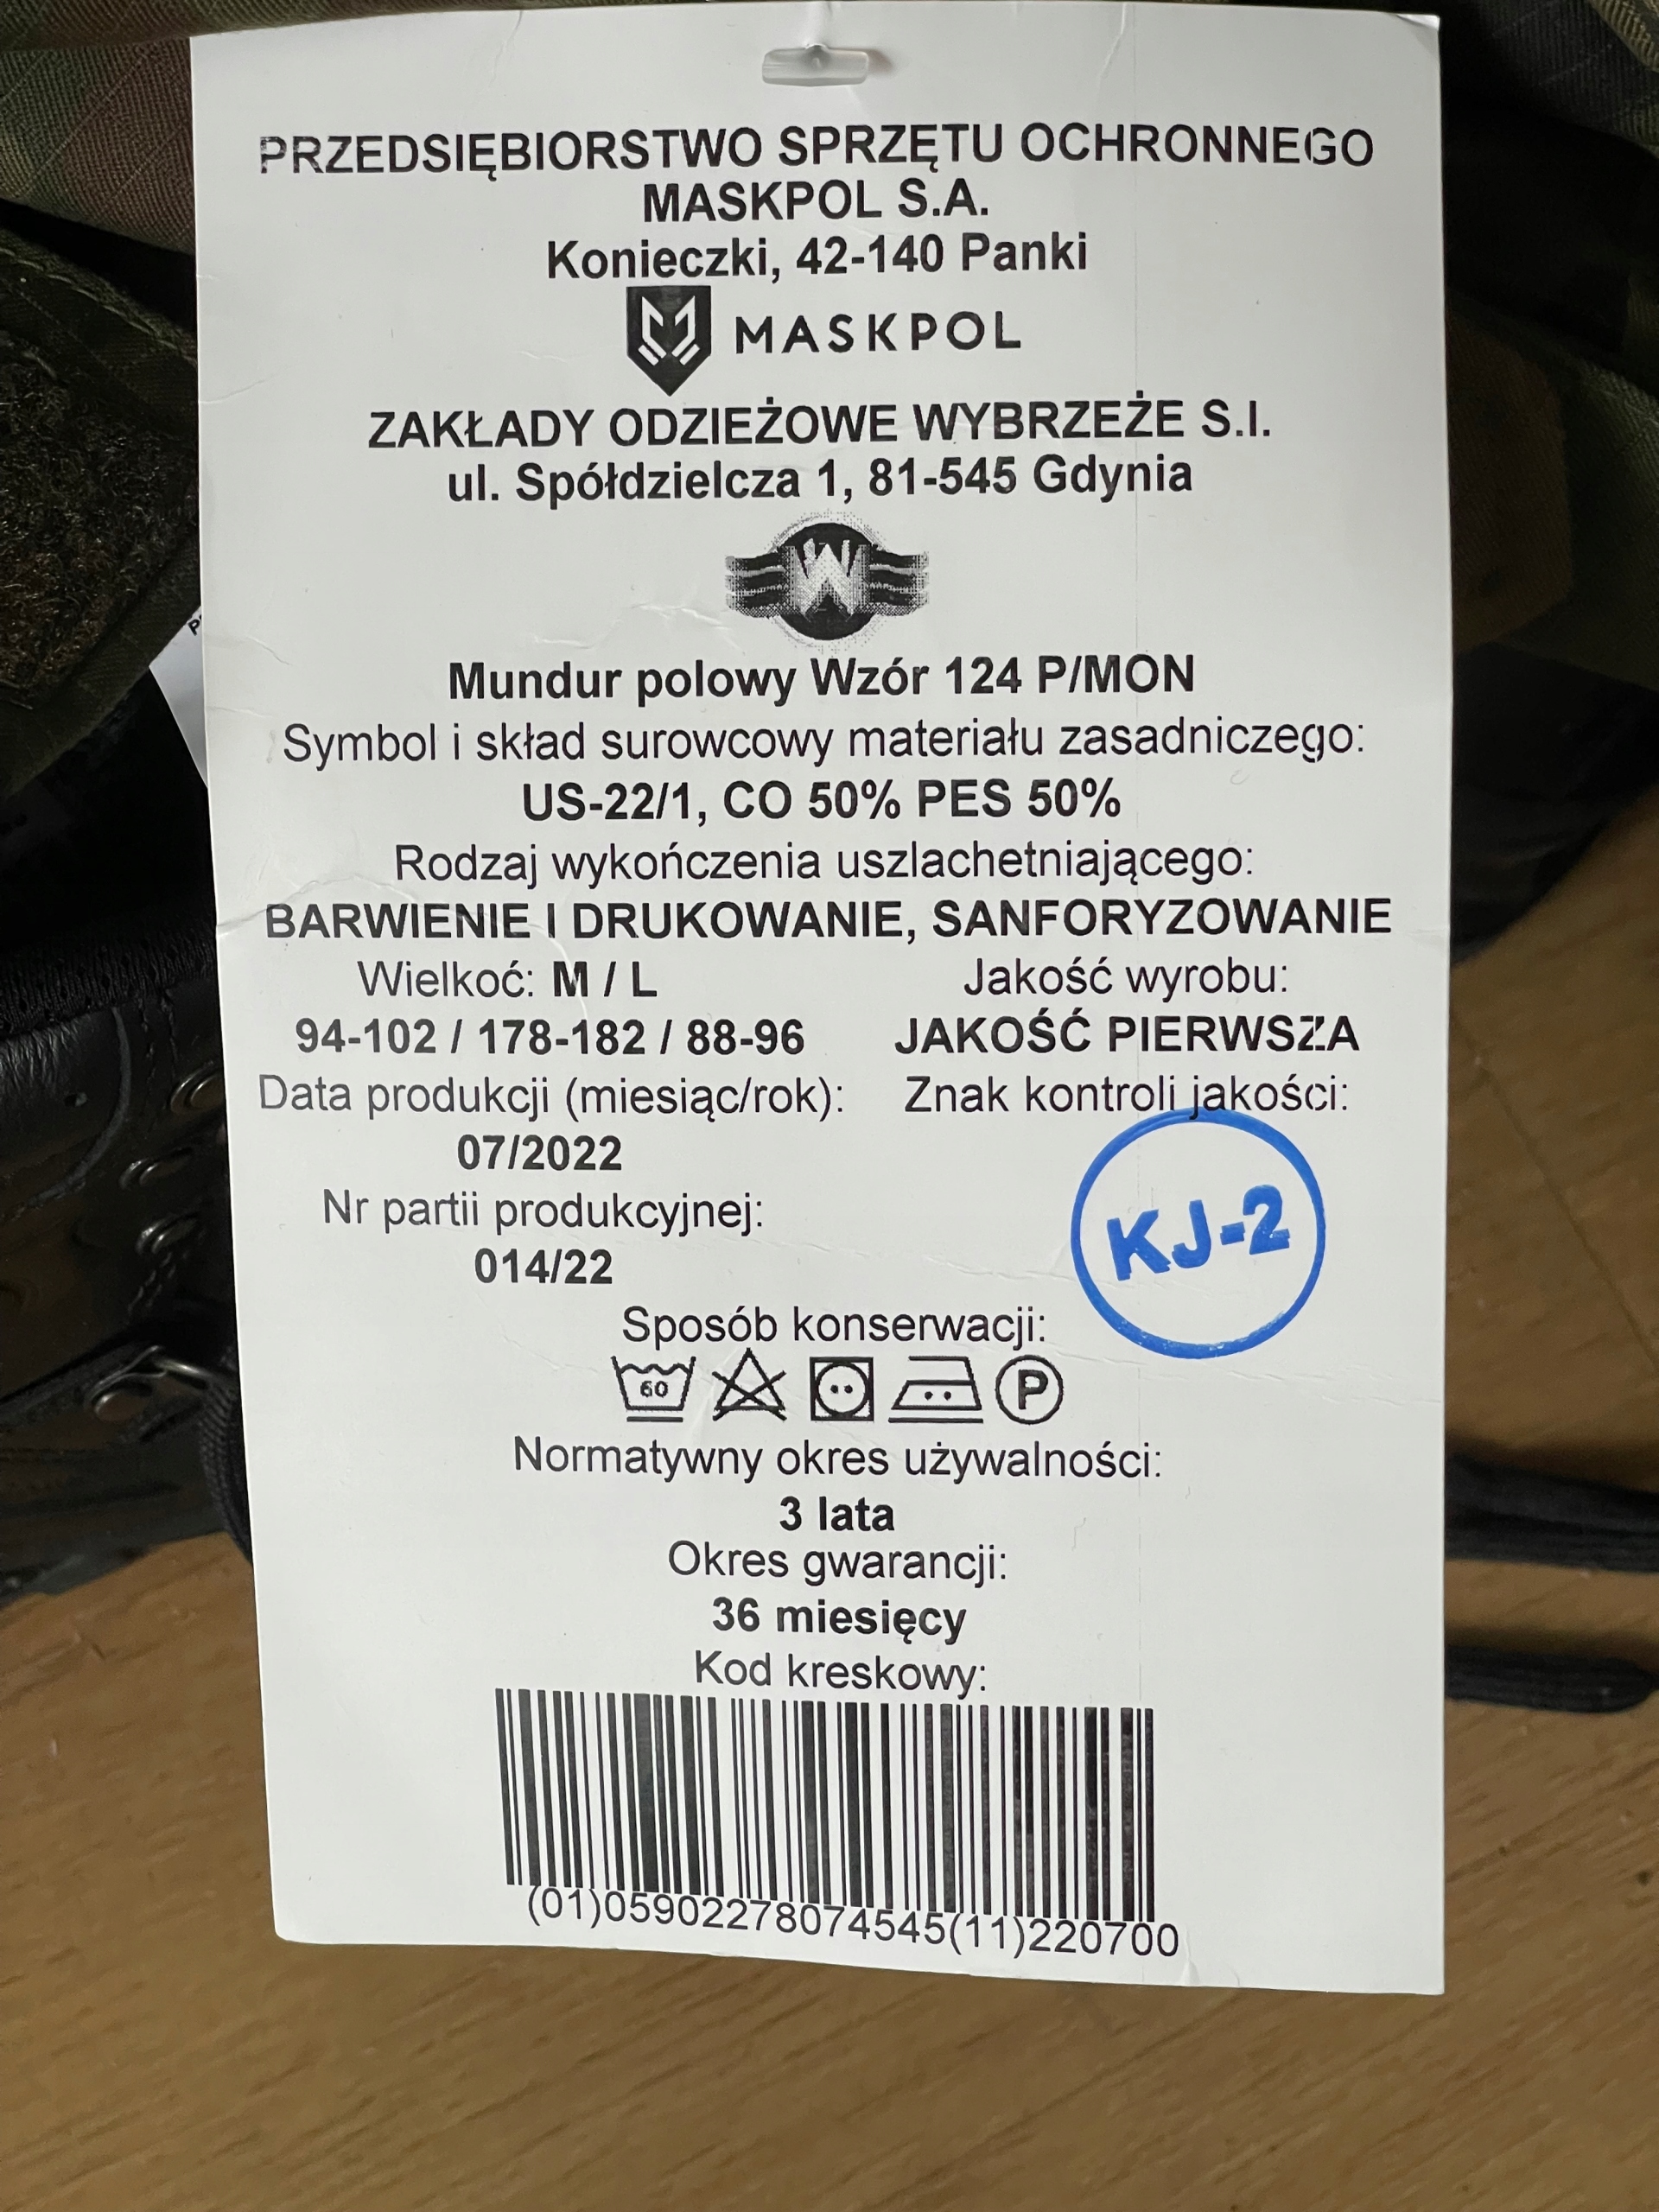 PRZEDSIĘBIORSTWO SPRZĘTU OCHRONNEGO
MASKPOL S.A.
Konieczki, 42-140 Panki
MASKPOL
ZAKŁADY ODZIEŻOWE WYBRZEŻE S.I.
ul. Spółdzielcza 1, 81-545 Gdynia
W
Mundur polowy Wzór 124 P/MON
Symbol i skład surowcowy materiału zasadniczego:
US-22/1, CO 50% PES 50%
Rodzaj wykończenia uszlachetniającego:
BARWIENIE I DRUKOWANIE, SANFORYZOWANIE
Wielkoć: M / L
94-102 / 178-182 / 88-96
Jakość wyrobu:
JAKOŚĆ PIERWSZA
Data produkcji (miesiąc/rok):
07/2022
Znak kontroli jakości:
KJ-2
Nr partii produkcyjnej:
014/22
Sposób konserwacji:
60 P
Normatywny okres używalności:
3 lata
Okres gwarancji:
36 miesięcy
Kod kreskowy:
(01)05902278074545(11)220700